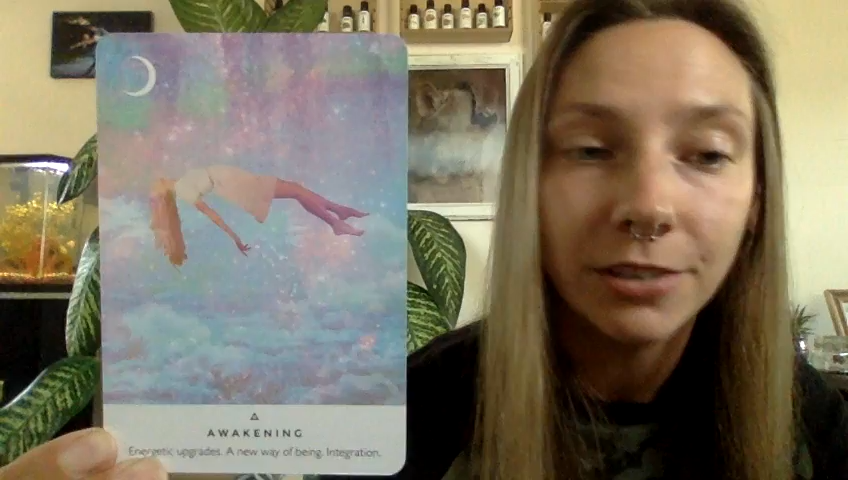 AWAKENING
Energetic upgrades. A new way of being. Integration.